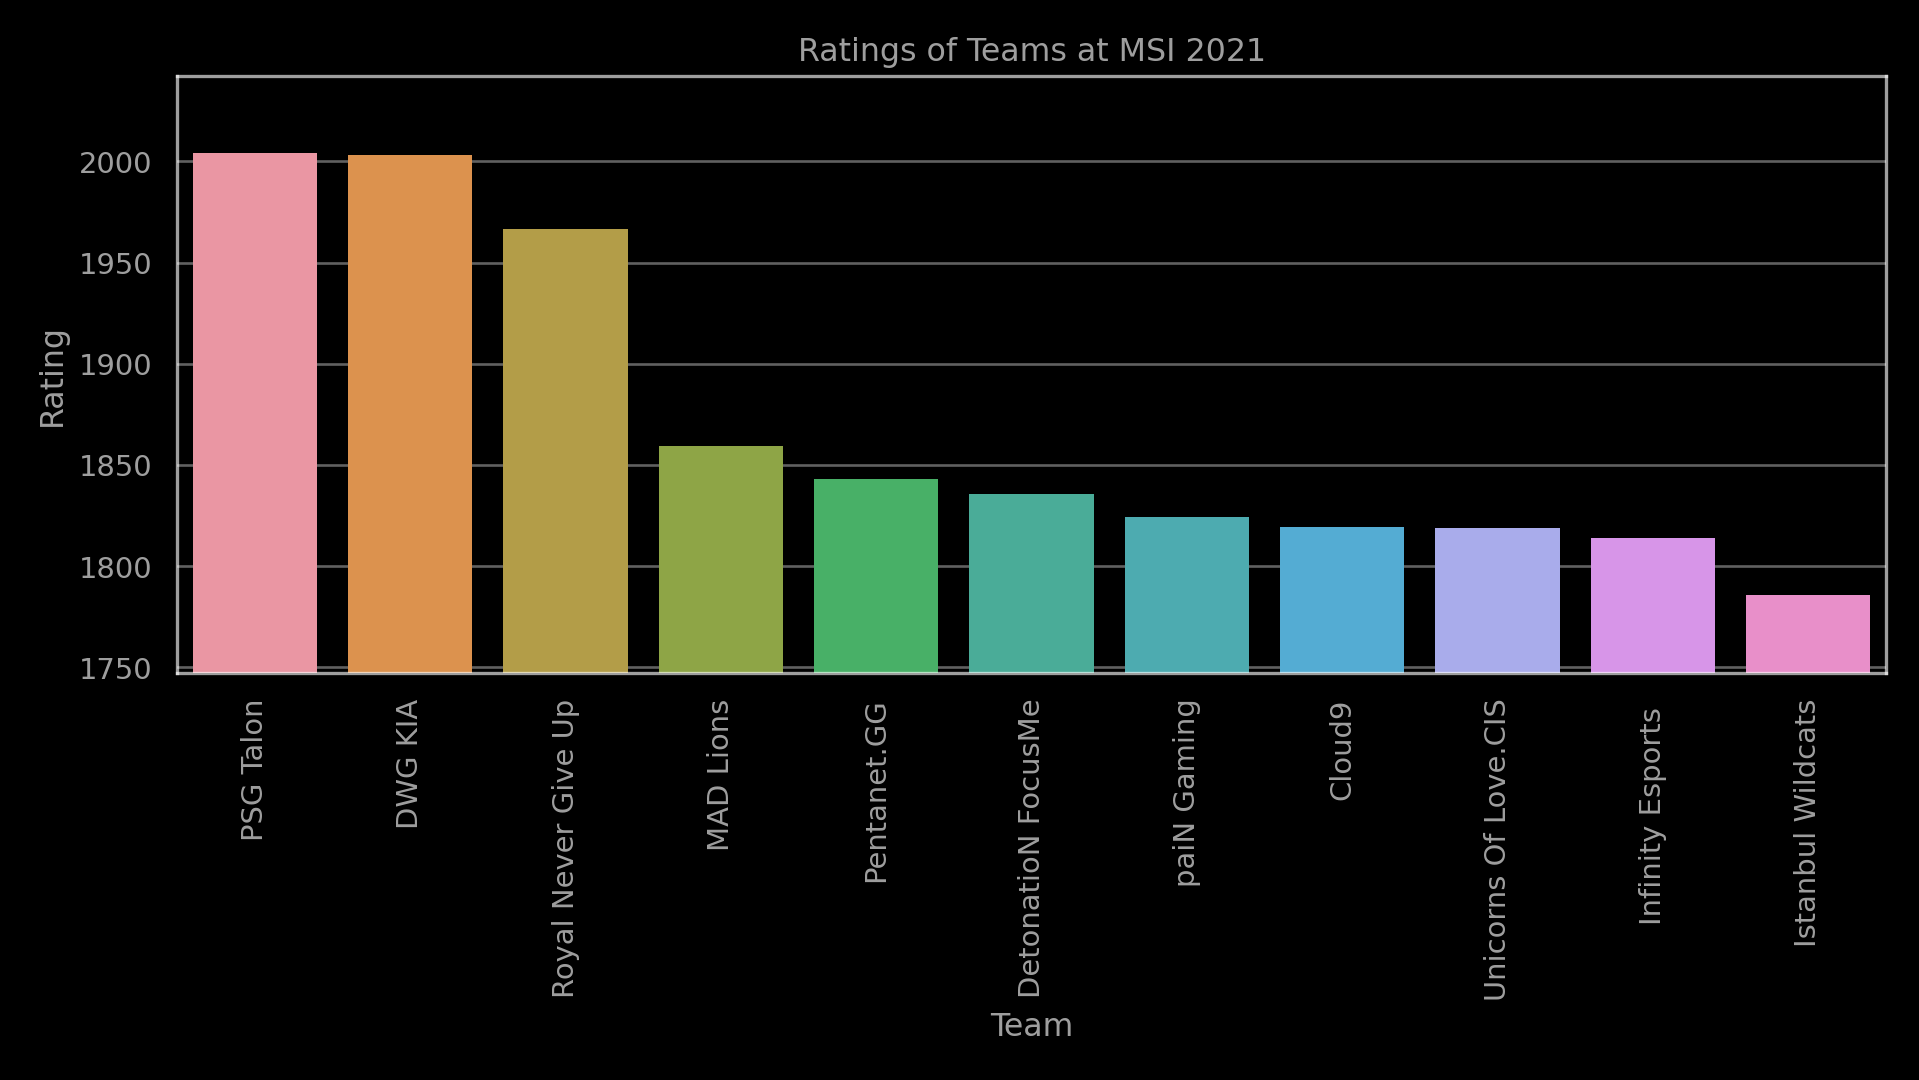 Ratings of Teams at MSI 2021
Rating
2000
1950
1900
1850
1800
1750
PSG Talon
DWG KIA
Royal Never Give Up
MAD Lions
Pentanet.GG
DetonatioN FocusMe
paiN Gaming
Cloud9
Unicorns Of Love.CIS
Infinity Esports
Istanbul Wildcats
Team